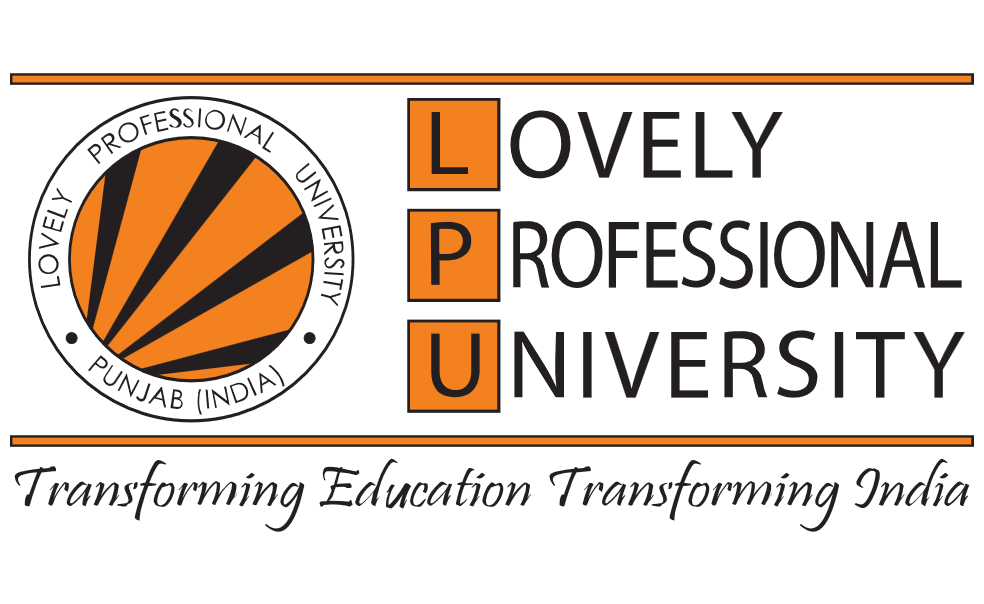 LOVELY PROFESSIONAL UNIVERSITY
• PUNJAB (INDIA) •
LOVELY
PROFESSIONAL
UNIVERSITY
Transforming Education Transforming India